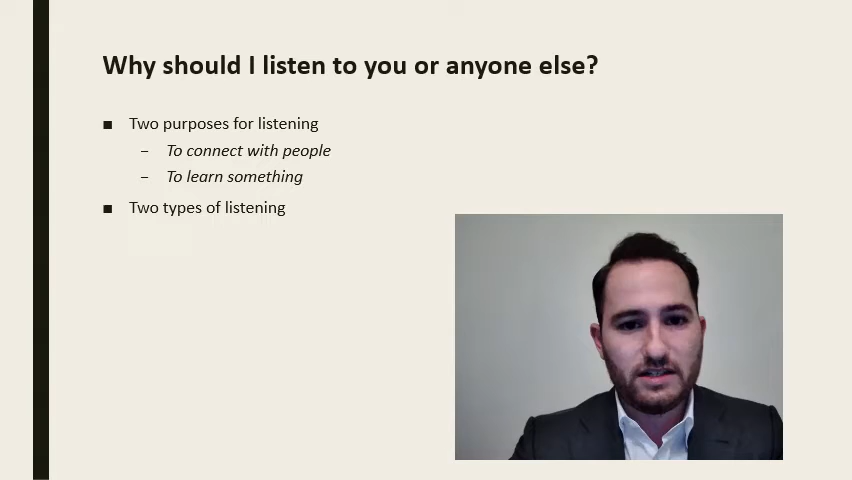 Why should I listen to you or anyone else?
■ Two purposes for listening
– To connect with people
– To learn something
■ Two types of listening